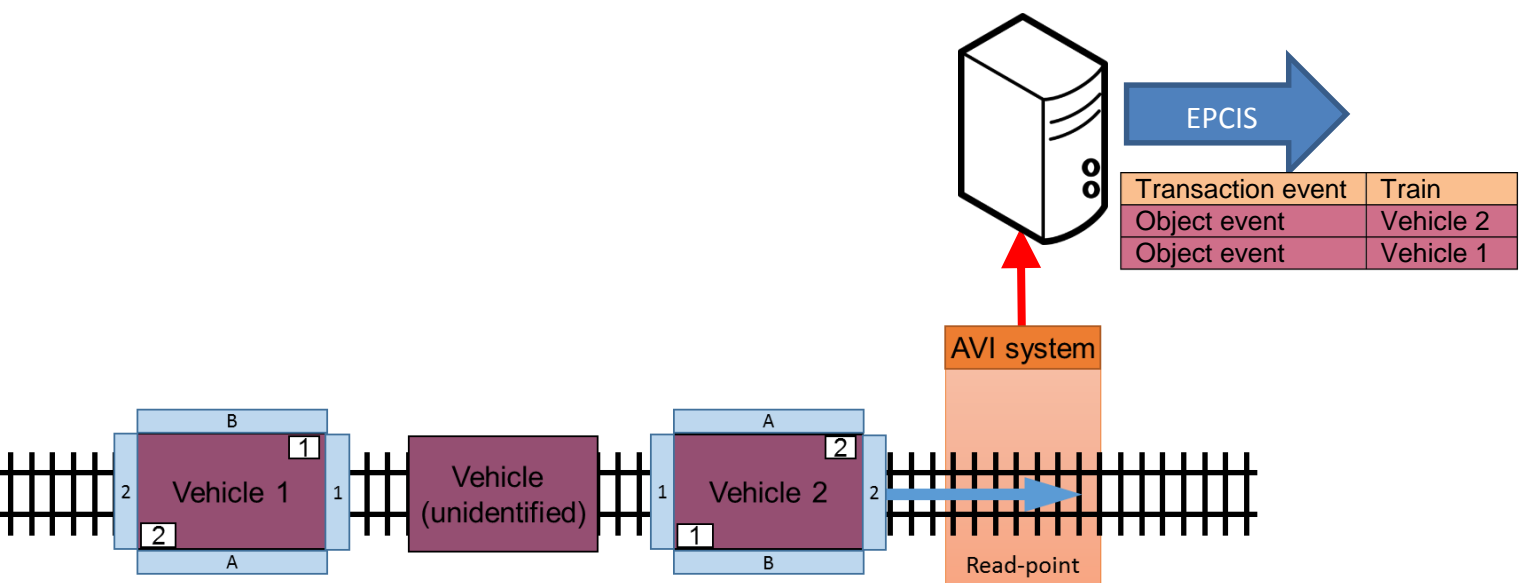 EPCIS
Transaction event Train
Object event Vehicle 2
Object event Vehicle 1
AVI system
B
1
2 Vehicle 1 1
2
A
Vehicle
(unidentified)
A
2
1 Vehicle 2 2
1
B
Read-point